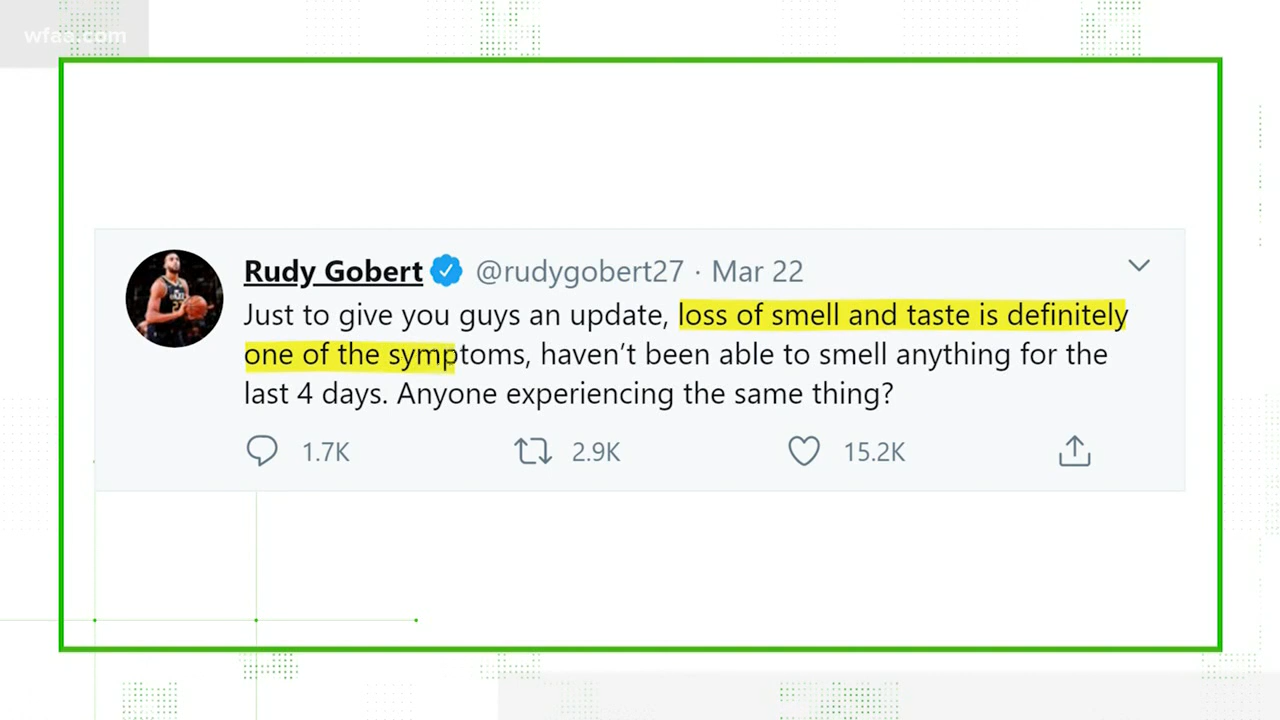 wfaa.com
Rudy Gobert @rudygobert27 · Mar 22
Just to give you guys an update, loss of smell and taste is definitely
one of the symptoms, haven't been able to smell anything for the
last 4 days. Anyone experiencing the same thing?
1.7K 2.9K 15.2K